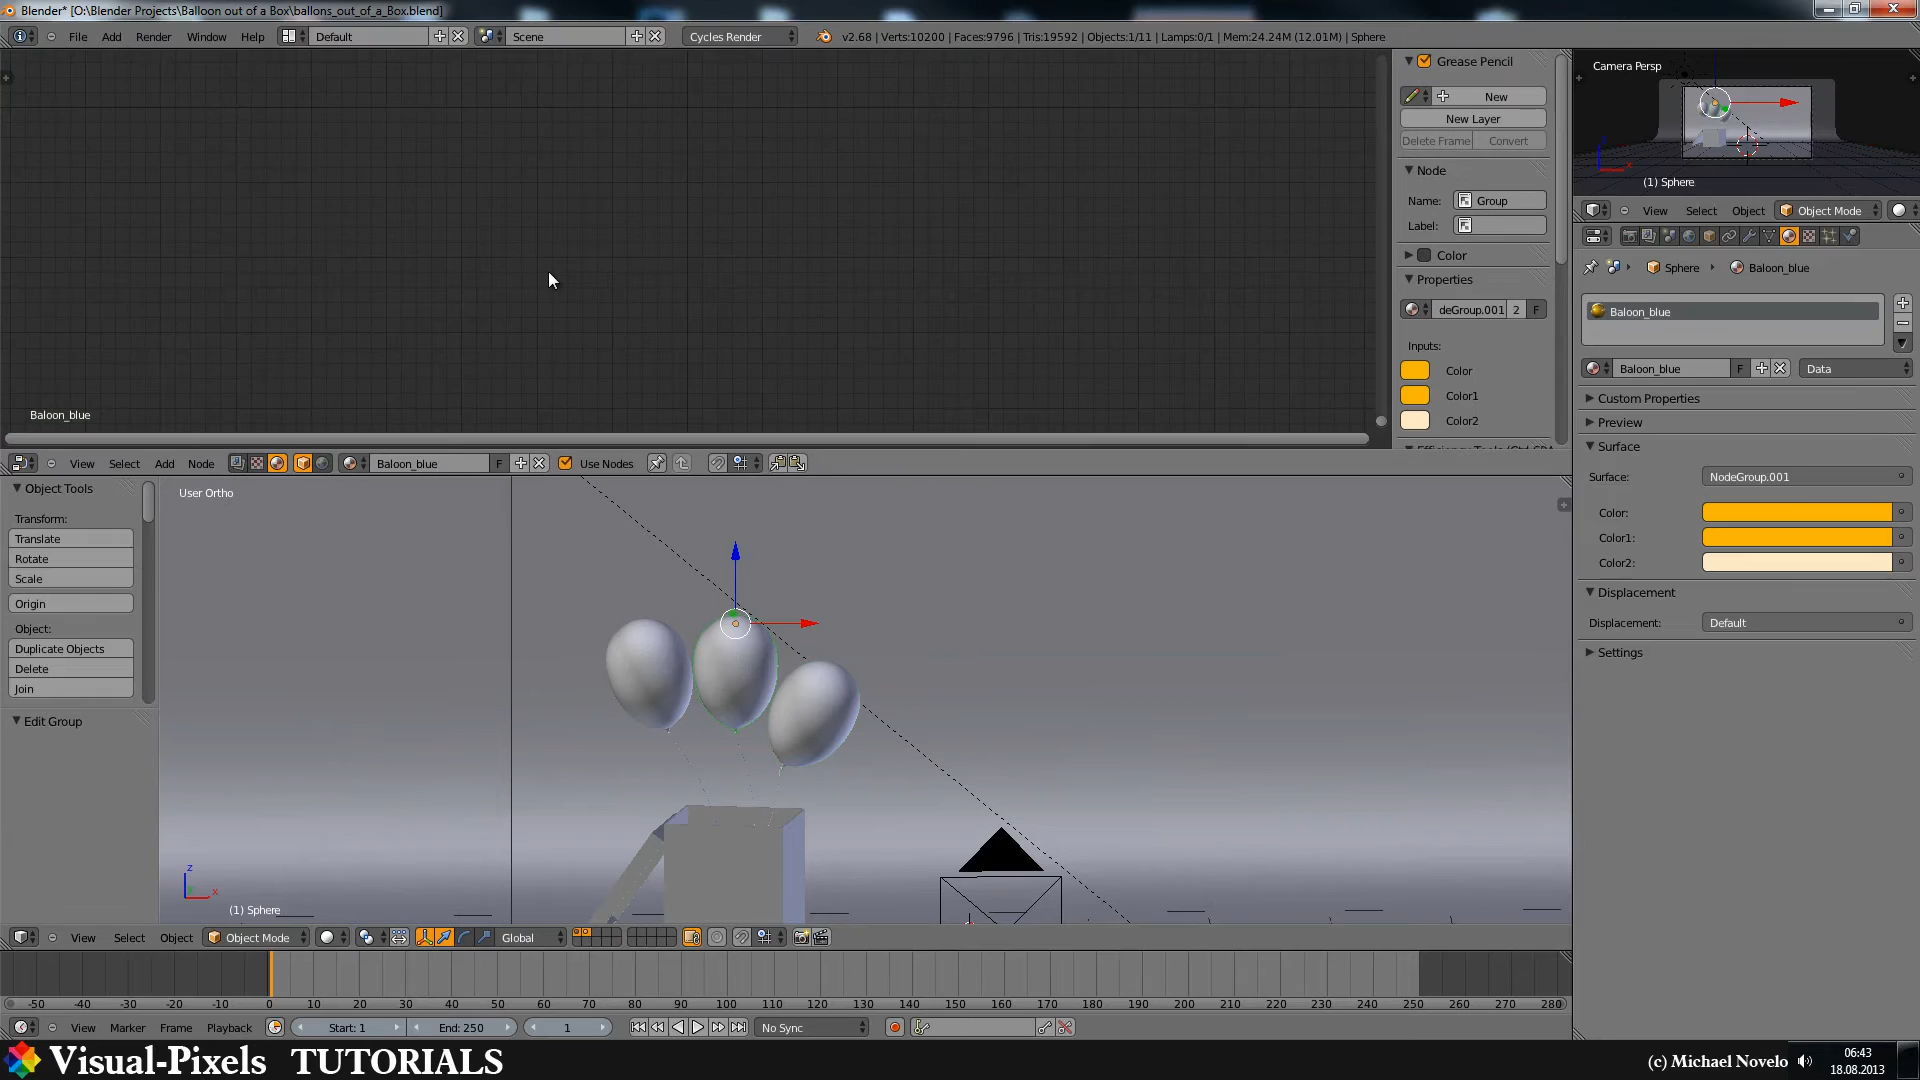 Blender* [O:\Blender Projects\Balloon out of a Box\ballons_out_of_a_Box.blend]
File Add Render Window Help Default Scene Cycles Render v2.68 | Verts:10200 | Faces:9796 | Tris:19592 | Objects:1/11 | Lamps:0/1 | Mem:24.24M (12.01M) | Sphere
Grease Pencil
New
New Layer
Delete Frame Convert
Node
Name: Group
Label:
Color
Properties
deGroup.001 2 F
Inputs:
Color
Color1
Color2
Baloon_blue
View Select Add Node Baloon_blue F Use Nodes
Camera Persp
(1) Sphere
View Select Object Object Mode
Sphere Baloon_blue
Baloon_blue
Baloon_blue F Data
Custom Properties
Preview
Surface
Surface: NodeGroup.001
Color:
Color1:
Color2:
Displacement
Displacement: Default
Settings
Object Tools
Transform:
Translate
Rotate
Scale
Origin
Object:
Duplicate Objects
Delete
Join
Edit Group
User Ortho
z
x
(1) Sphere
View Select Object Object Mode Global
-50 -40 -30 -20 -10 0 10 20 30 40 50 60 70 80 90 100 110 120 130 140 150 160 170 180 190 200 210 220 230 240 250 260 270 280
View Marker Frame Playback Start: 1 End: 250 1 No Sync
Visual-Pixels TUTORIALS
(c) Michael Novelo
06:43
18.08.2013